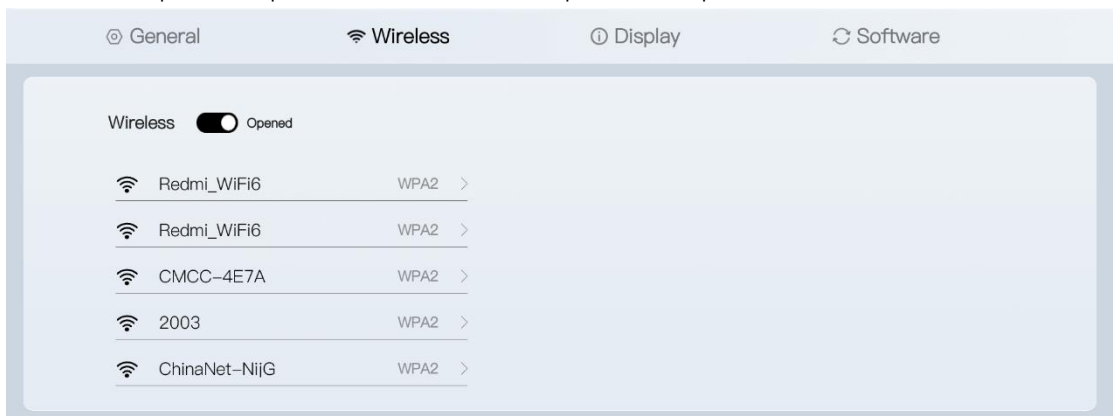 General Wireless Display Software
Wireless Opened
Redmi_WiFi6 WPA2
Redmi_WiFi6 WPA2
CMCC-4E7A WPA2
2003 WPA2
ChinaNet-NijG WPA2